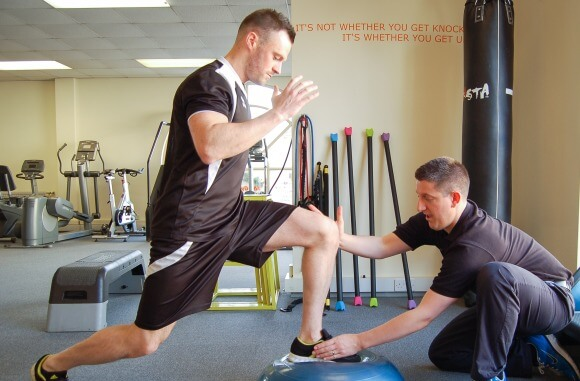 IT'S NOT WHETHER YOU GET KNOCK
IT'S WHETHER YOU GET U
STA